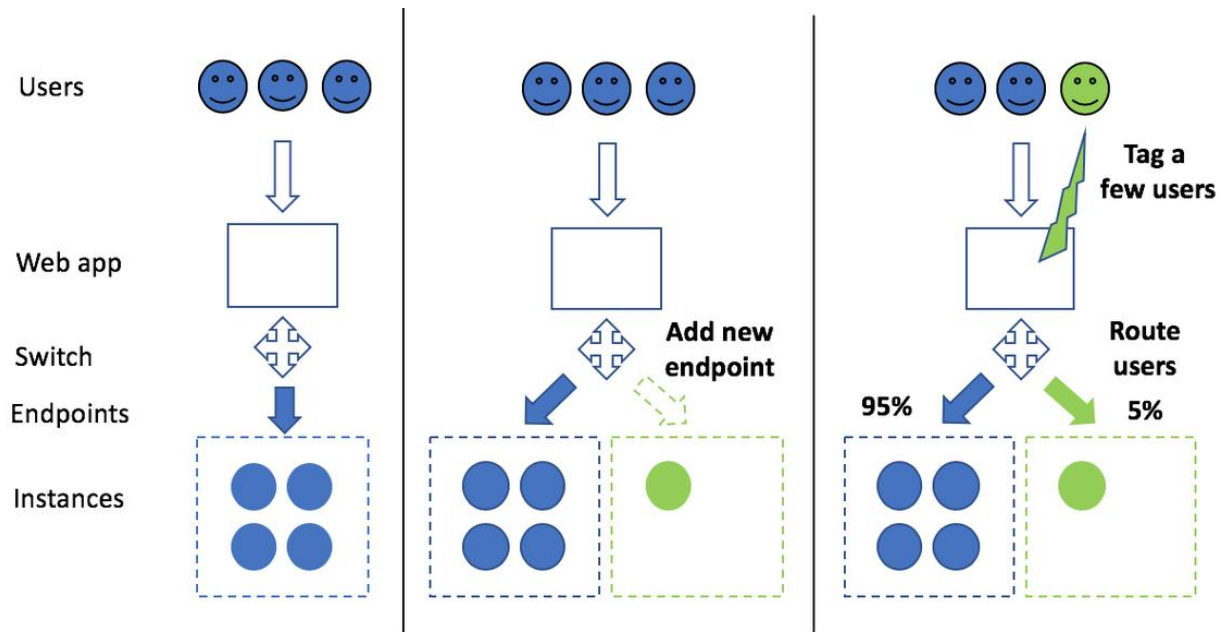 Users
Tag a
few users
Web app
Switch
Add new
endpoint
Route
users
Endpoints
95%
5%
Instances